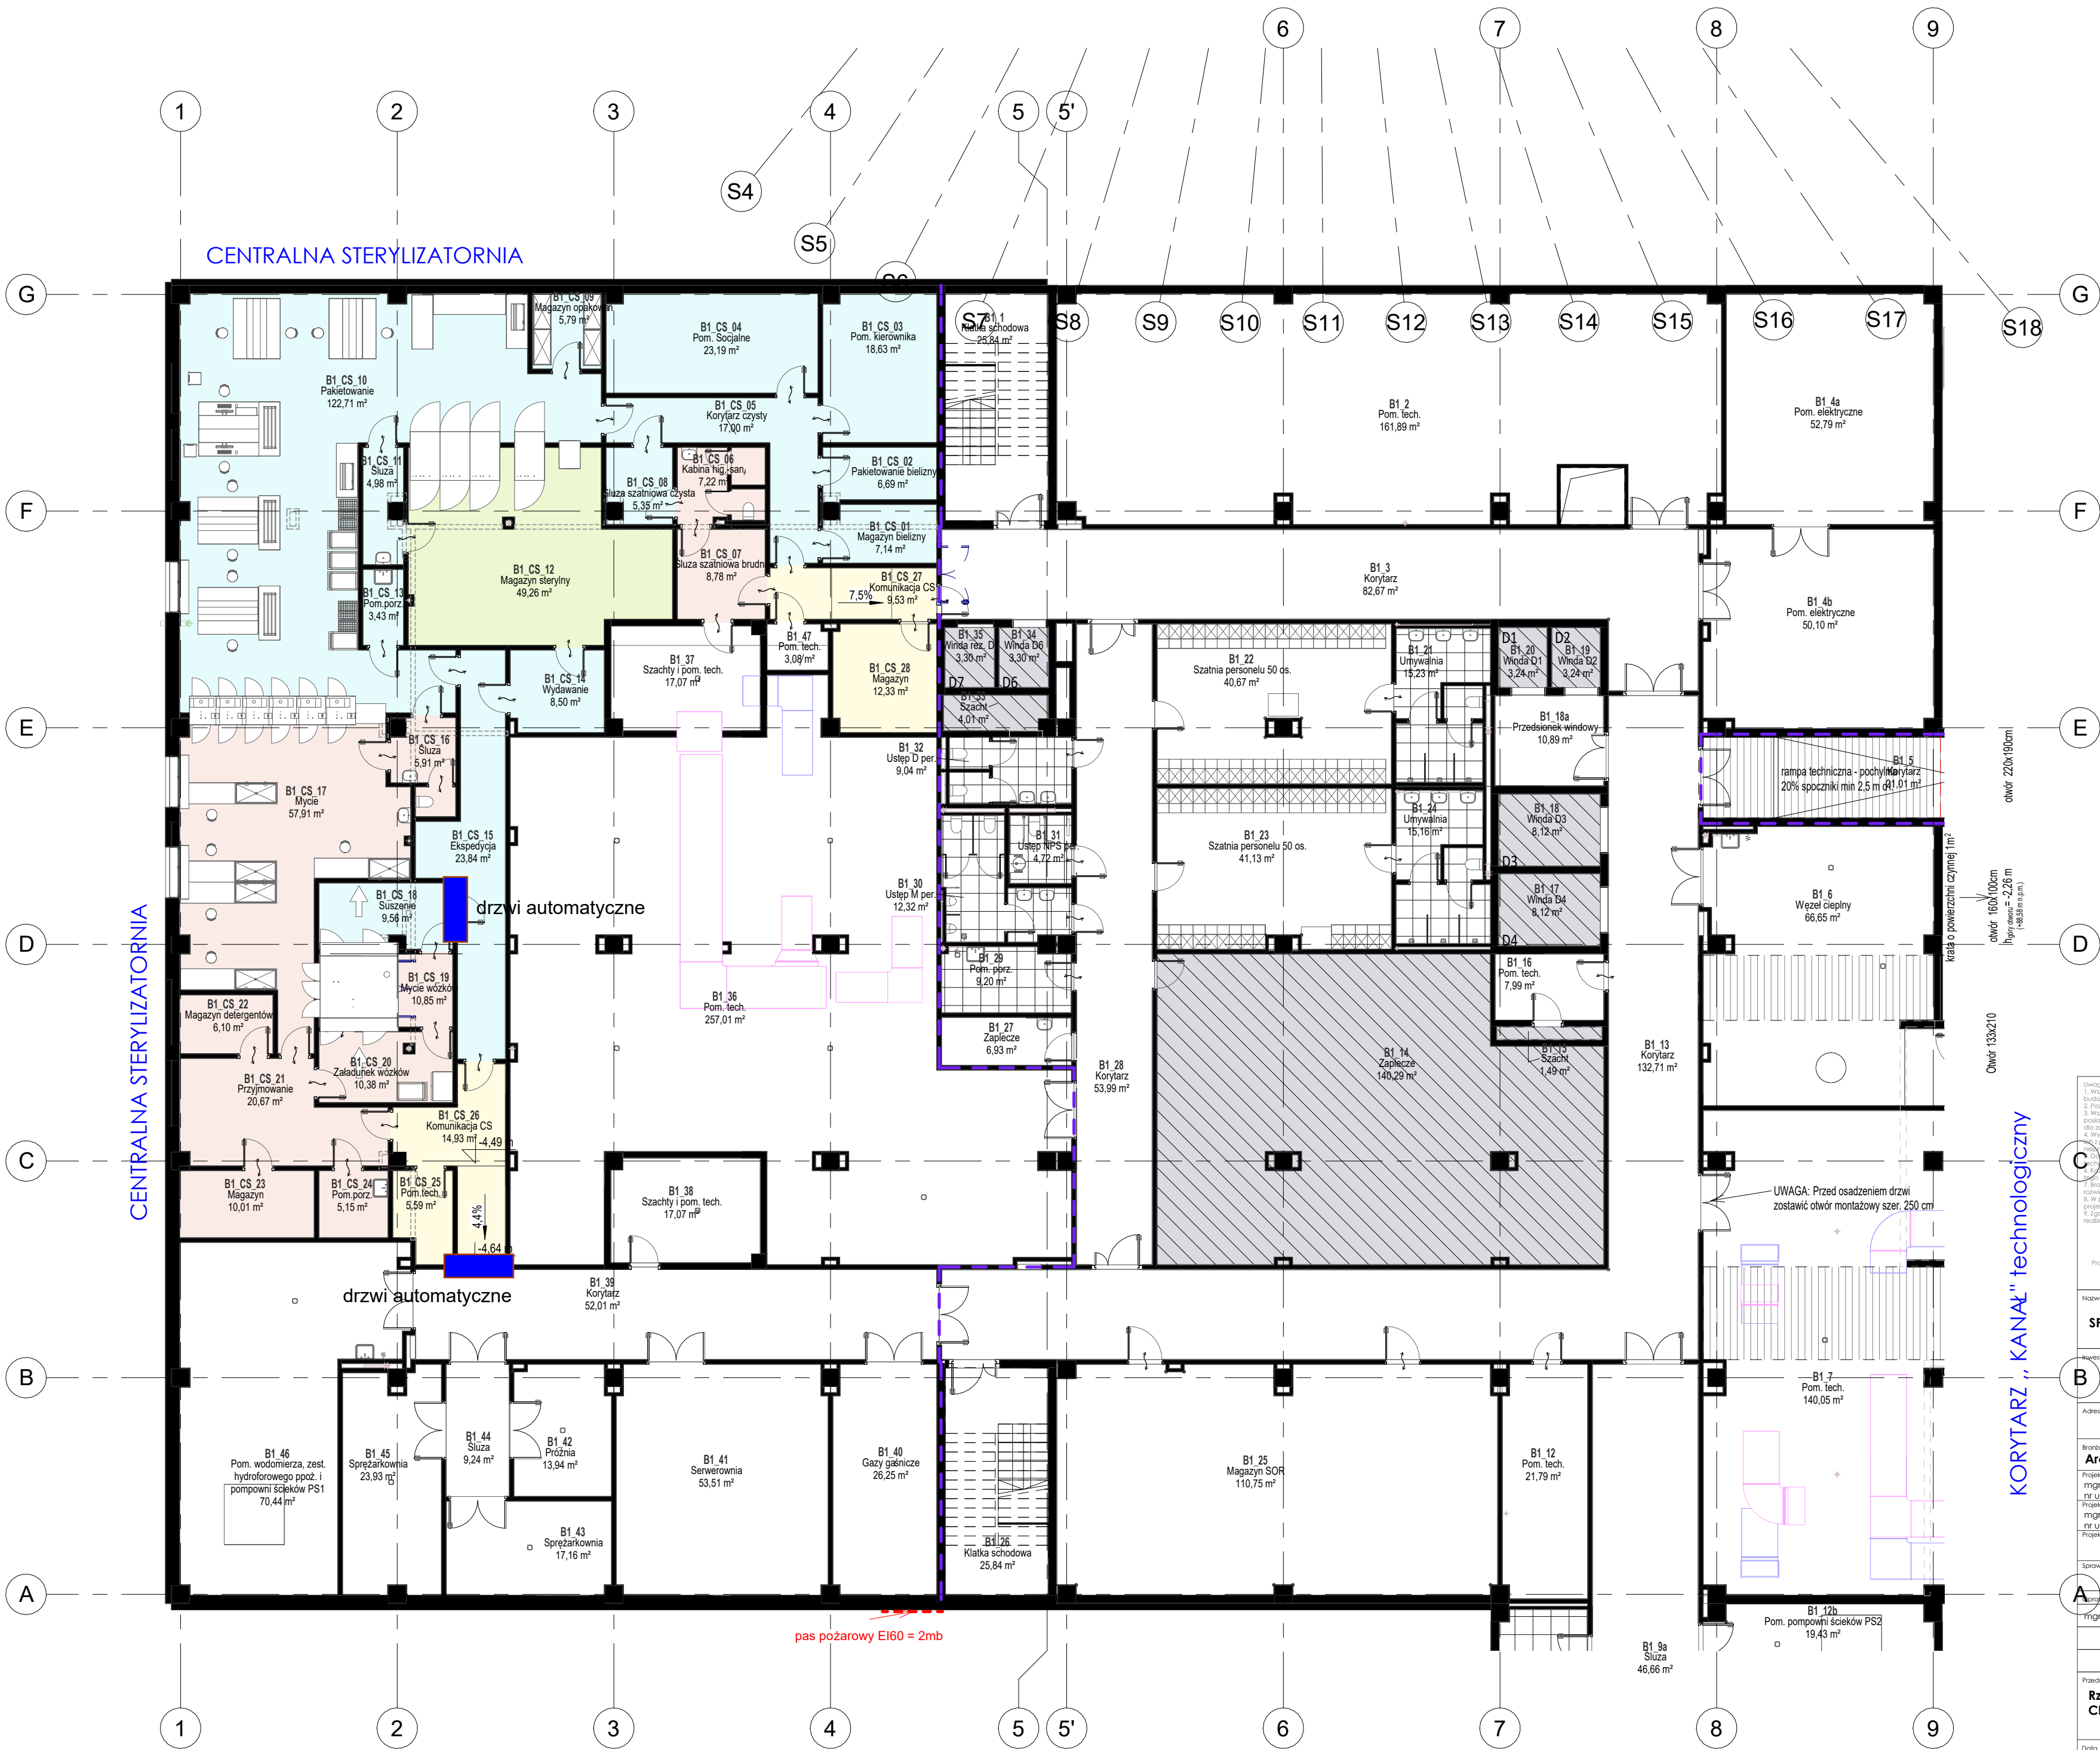 6
7
8
9
1
2
3
4
5
5'
S4
S5
S6
CENTRALNA STERYLIZATORNIA
G
G
S7
S8
S9
S10
S11
S12
S13
S14
S15
S16
S17
S18
B1_CS_09
Magazyn opakowań
5,79 m²
B1_CS_04
Pom. Socjalne
23,19 m²
B1_CS_03
Pom. kierownika
18,63 m²
B1_1
Klatka schodowa
25,84 m²
B1_CS_10
Pakietowanie
122,71 m²
B1_CS_05
Korytarz czysty
17,00 m²
B1_2
Pom. tech.
161,89 m²
B1_4a
Pom. elektryczne
52,79 m²
B1_CS_11
Śluza
4,98 m²
B1_CS_06
Kabina hig.-san.
7,22 m²
B1_CS_02
Pakietowanie bielizny
6,69 m²
B1_CS_08
Śluza szatniowa czysta
5,35 m²
F
F
B1_CS_01
Magazyn bielizny
7,14 m²
B1_CS_07
Śluza szatniowa brudna
8,78 m²
B1_CS_12
Magazyn sterylny
49,26 m²
B1_CS_27
Komunikacja CS
9,53 m²
7,5%
B1_3
Korytarz
82,67 m²
B1_CS_13
Pom.porz.
3,43 m²
B1_4b
Pom. elektryczne
50,10 m²
B1_37
Szachty i pom. tech.
17,07 m²
B1_47
Pom. tech.
3,08 m²
B1_CS_28
Magazyn
12,33 m²
B1_35
Winda rez. D
3,30 m²
B1_34
Winda D6
3,30 m²
D7
D6
Szacht
4,01 m²
B1_22
Szatnia personelu 50 os.
40,67 m²
B1_21
Umywalnia
15,23 m²
D1
B1_20
Winda D1
3,24 m²
D2
B1_19
Winda D2
3,24 m²
B1_CS_14
Wydawanie
8,50 m²
B1_18a
Przedsionek windowy
10,89 m²
E
E
B1_CS_16
Śluza
5,91 m²
B1_32
Ustęp D per.
9,04 m²
B1_5
Korytarz
41,01 m²
rampa techniczna - pochylnia
20% spoczniki min 2,5 m d
otwór 220x190cm
B1_CS_17
Mycie
57,91 m²
B1_CS_15
Ekspedycja
23,84 m²
B1_31
Ustęp NPS per.
4,72 m²
B1_23
Szatnia personelu 50 os.
41,13 m²
B1_24
Umywalnia
15,16 m²
B1_18
Winda D3
8,12 m²
D3
B1_17
Winda D4
8,12 m²
D4
krata o powierzchni czynnej 1m²
B1_6
Węzeł cieplny
66,65 m²
otwór 160x100cm
hgóry otworu = -2,26 m
B1_CS_18
Suszenie
9,56 m²
drzwi automatyczne
B1_30
Ustęp M per.
12,32 m²
D
D
B1_CS_19
Mycie wózków
10,85 m²
B1_29
Pom. porz.
9,20 m²
B1_16
Pom. tech.
7,99 m²
CENTRALNA STERYLIZATORNIA
B1_CS_22
Magazyn detergentów
6,10 m²
B1_36
Pom. tech.
257,01 m²
B1_27
Zaplecze
6,93 m²
B1_CS_20
Załadunek wózków
10,38 m²
B1_CS_21
Przyjmowanie
20,67 m²
B1_28
Korytarz
53,99 m²
B1_14
Zaplecze
140,29 m²
B1_15
Szacht
1,49 m²
B1_13
Korytarz
132,71 m²
Otwór 133x210
B1_CS_26
Komunikacja CS
14,93 m²
-4,49
C
C
B1_CS_23
Magazyn
10,01 m²
B1_CS_24
Pom.porz.
5,15 m²
B1_CS_25
Pom.tech.
5,59 m²
4,4%
-4,64
B1_38
Szachty i pom. tech.
17,07 m²
UWAGA: Przed osadzeniem drzwi
zostawić otwór montażowy szer. 250 cm
KORYTARZ ,, KANAŁ" technologiczny
drzwi automatyczne
B1_39
Korytarz
52,01 m²
B
B
B1_7
Pom. tech.
140,05 m²
B1_46
Pom. wodomierza, zest.
hydroforowego ppoż. i
pompowni ścieków PS1
70,44 m²
B1_45
Sprężarkownia
23,93 m²
B1_44
Śluza
9,24 m²
B1_42
Próżnia
13,94 m²
B1_41
Serwerownia
53,51 m²
B1_40
Gazy gaśnicze
26,25 m²
B1_25
Magazyn SOR
110,75 m²
B1_12
Pom. tech.
21,79 m²
B1_43
Sprężarkownia
17,16 m²
B1_26
Klatka schodowa
25,84 m²
A
A
pas pożarowy EI60 = 2mb
B1_12b
Pom. pompowni ścieków PS2
19,43 m²
B1_9a
Śluza
46,66 m²
1
2
3
4
5
5'
6
7
8
9